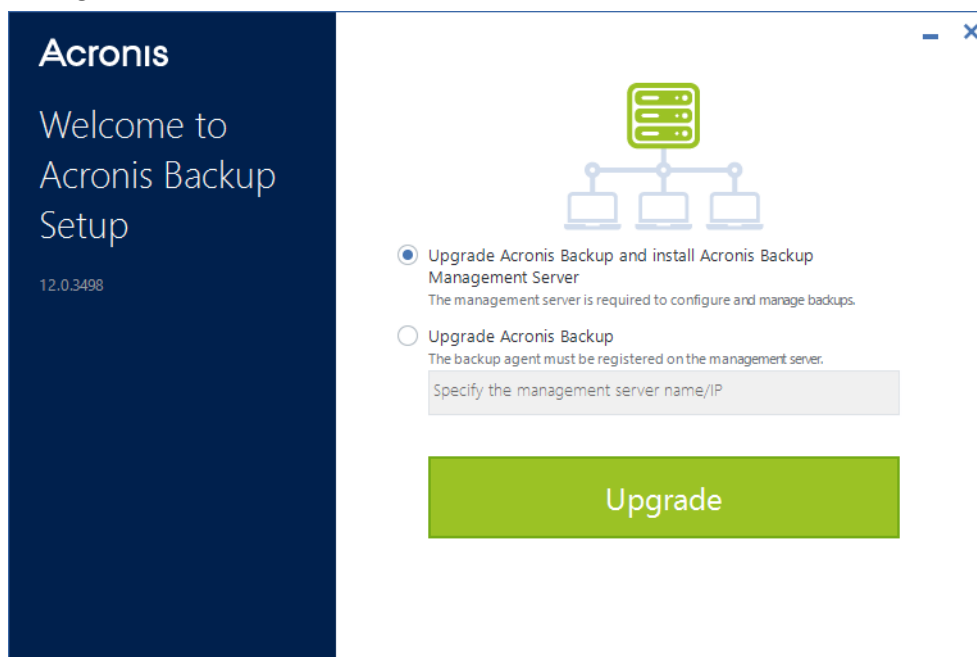 Acronis
Welcome to
Acronis Backup
Setup
12.0.3498
Upgrade Acronis Backup and install Acronis Backup
Management Server
The management server is required to configure and manage backups.
Upgrade Acronis Backup
The backup agent must be registered on the management server.
Specify the management server name/IP
Upgrade